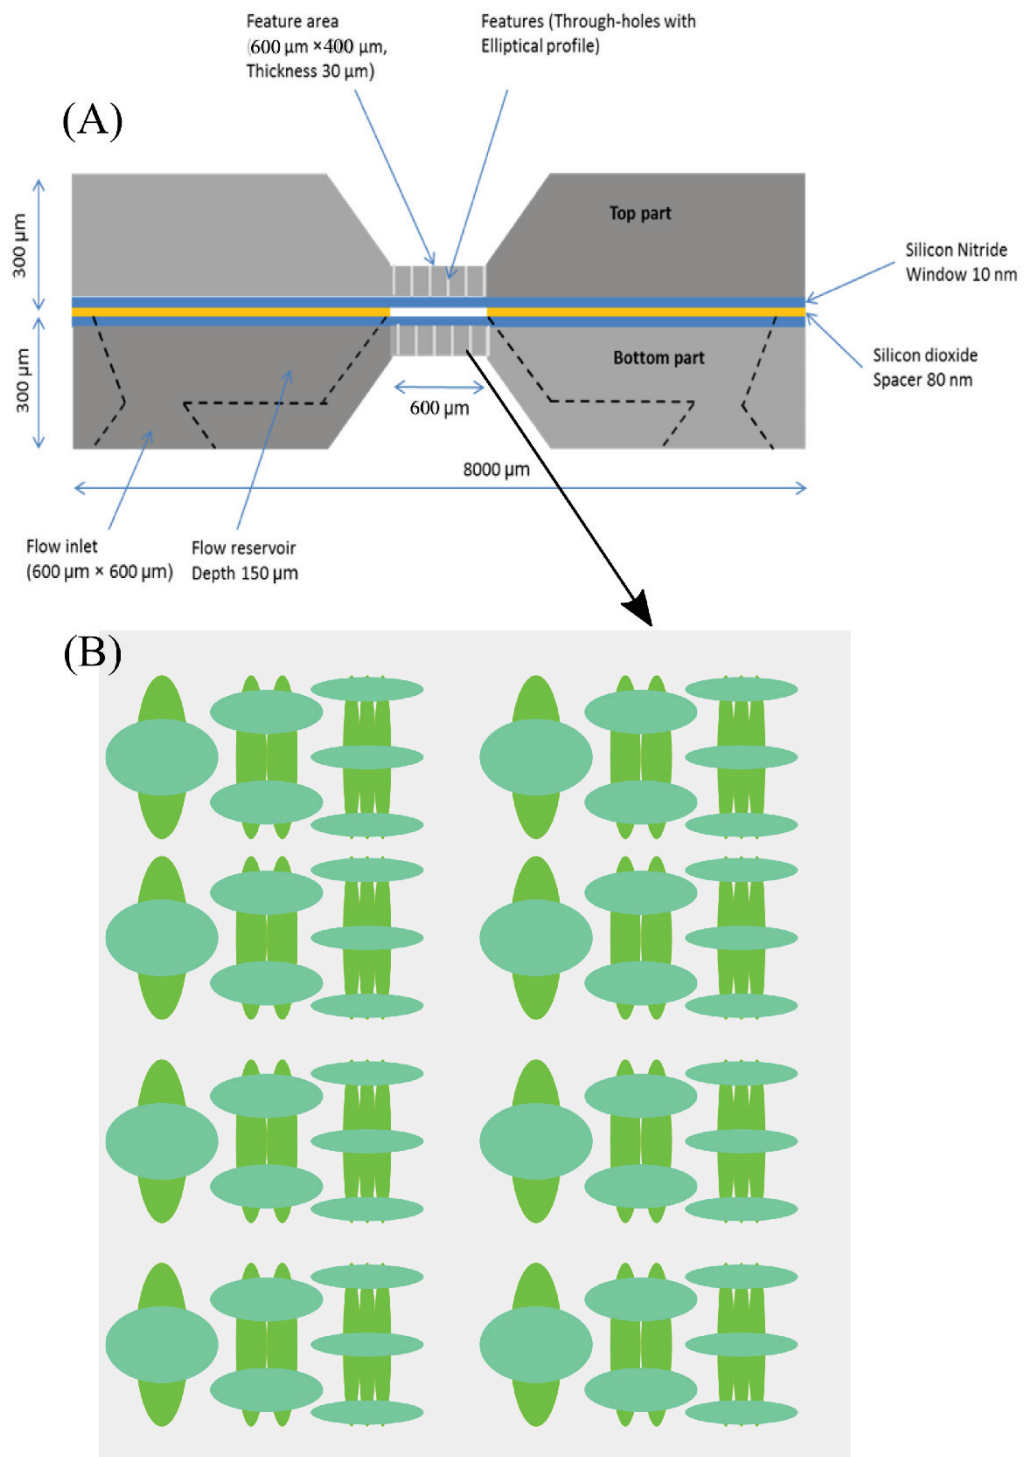 Feature area
(600 µm ×400 µm,
Thickness 30 µm)
Features (Through-holes with
Elliptical profile)
(A)
Top part
300 µm
Silicon Nitride
Window 10 nm
300 µm
Bottom part
Silicon dioxide
Spacer 80 nm
600 µm
8000 µm
Flow inlet
(600 µm × 600 µm)
Flow reservoir
Depth 150 µm
(B)